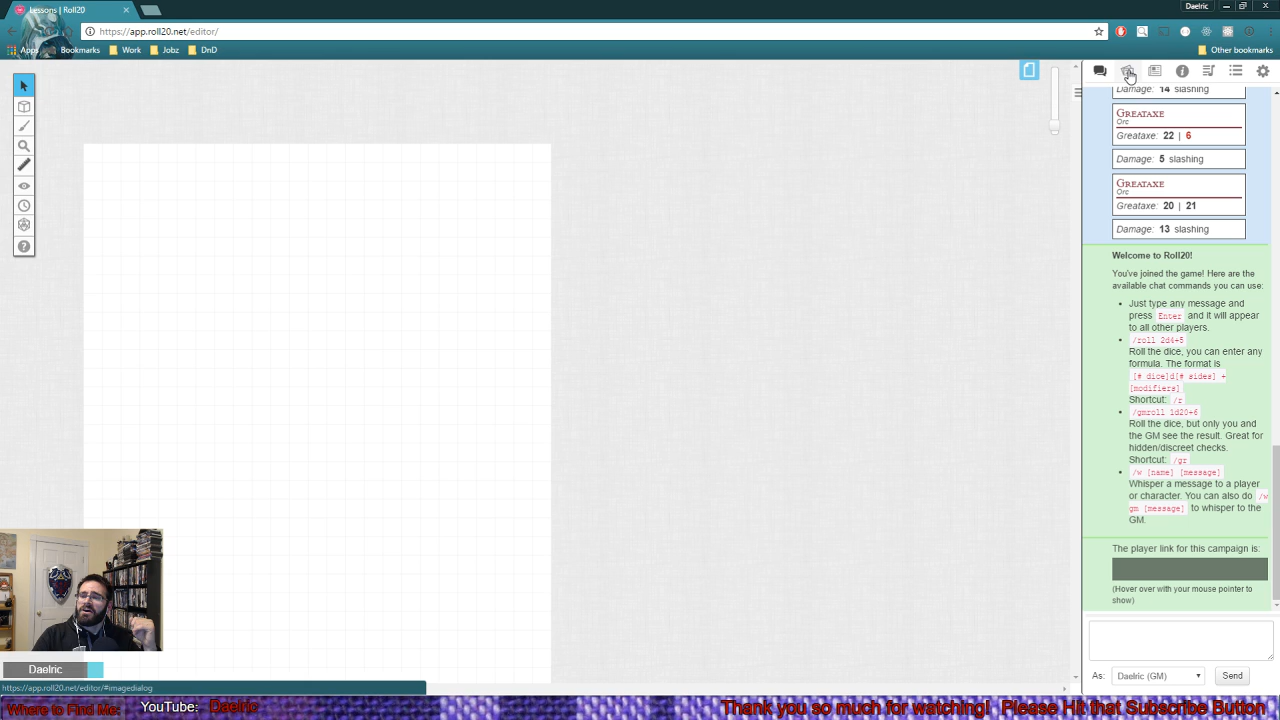 Lessons | Roll20
Daelric
https://app.roll20.net/editor/
Apps
Bookmarks
Work
Jobz
DnD
Other bookmarks
Damage: 14 slashing
Greataxe
Orc
Greataxe: 22 | 6
Damage: 5 slashing
Greataxe
Orc
Greataxe: 20 | 21
Damage: 13 slashing
Welcome to Roll20!
You've joined the game! Here are the
available chat commands you can use:
• Just type any message and
press Enter and it will appear
to all other players.
• /roll 2d4+5
Roll the dice, you can enter any
formula. The format is
[# dice]d[# sides] +
[modifiers]
Shortcut: /r
• /gmroll 1d20+6
Roll the dice, but only you and
the GM see the result. Great for
hidden/discreet checks.
Shortcut: /gr
• /w [name] [message]
Whisper a message to a player
or character. You can also do /w
gm [message] to whisper to the
GM.
The player link for this campaign is:
(Hover over with your mouse pointer to
show)
As: Daelric (GM)
Send
Daelric
https://app.roll20.net/editor/#imagedialog
Where to Find Me:
YouTube: Daelric
Thank you so much for watching! Please Hit that Subscribe Button